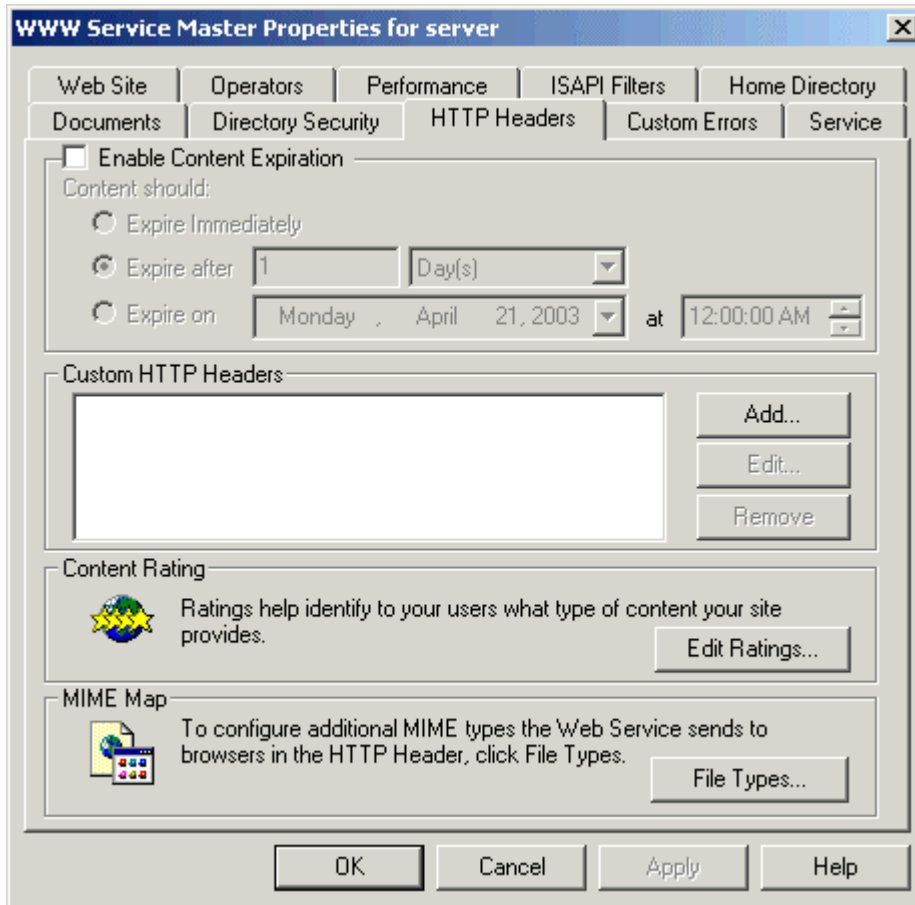 WWW Service Master Properties for server
Web Site Operators Performance ISAPI Filters Home Directory
Documents Directory Security HTTP Headers Custom Errors Service
Enable Content Expiration
Content should:
Expire Immediately
Expire after 1 Day(s)
Expire on Monday , April 21, 2003 at 12:00:00 AM
Custom HTTP Headers
Add...
Edit...
Remove
Content Rating
Ratings help identify to your users what type of content your site
provides.
Edit Ratings...
MIME Map
To configure additional MIME types the Web Service sends to
browsers in the HTTP Header, click File Types.
File Types...
OK Cancel Apply Help